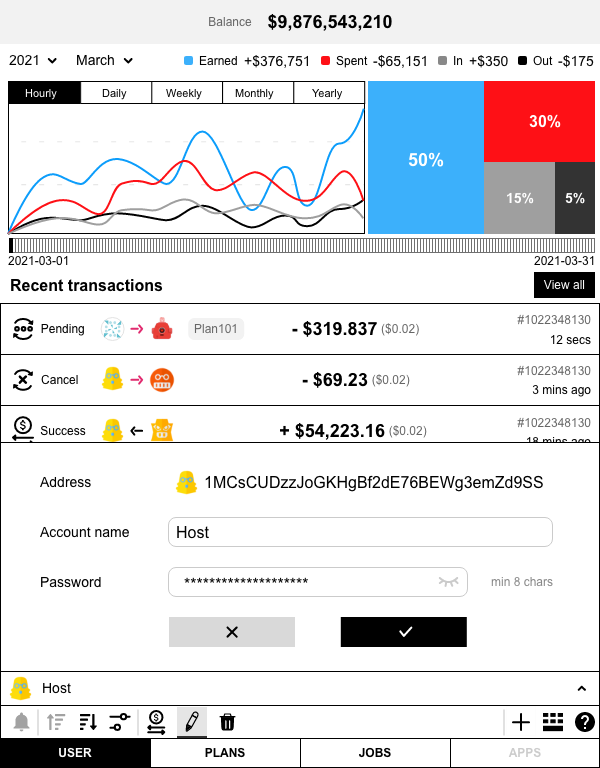 Balance $9,876,543,210
2021 March Earned +$376,751 Spent -$65,151 In +$350 Out -$175
Hourly Daily Weekly Monthly Yearly
50%
30%
15% 5%
2021-03-01 2021-03-31
Recent transactions View all
Pending Plan101 - $319.837 ($0.02) #1022348130
12 secs
Cancel - $69.23 ($0.02) #1022348130
3 mins ago
Success + $54,223.16 ($0.02) #1022348130
18 mins ago
Address 1MCsCUDzzJoGKHgBf2dE76BEWg3emZd9SS
Account name Host
Password ******************** min 8 chars
Host
USER PLANS JOBS APPS